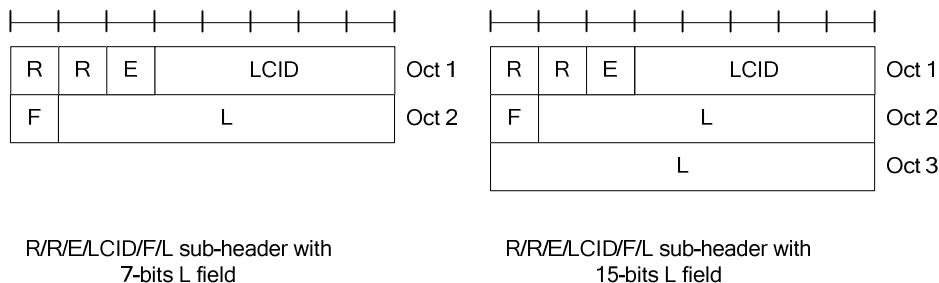 R R E LCID Oct 1
F L Oct 2
R/R/E/LCID/F/L sub-header with
7-bits L field
R R E LCID Oct 1
F L Oct 2
L Oct 3
R/R/E/LCID/F/L sub-header with
15-bits L field